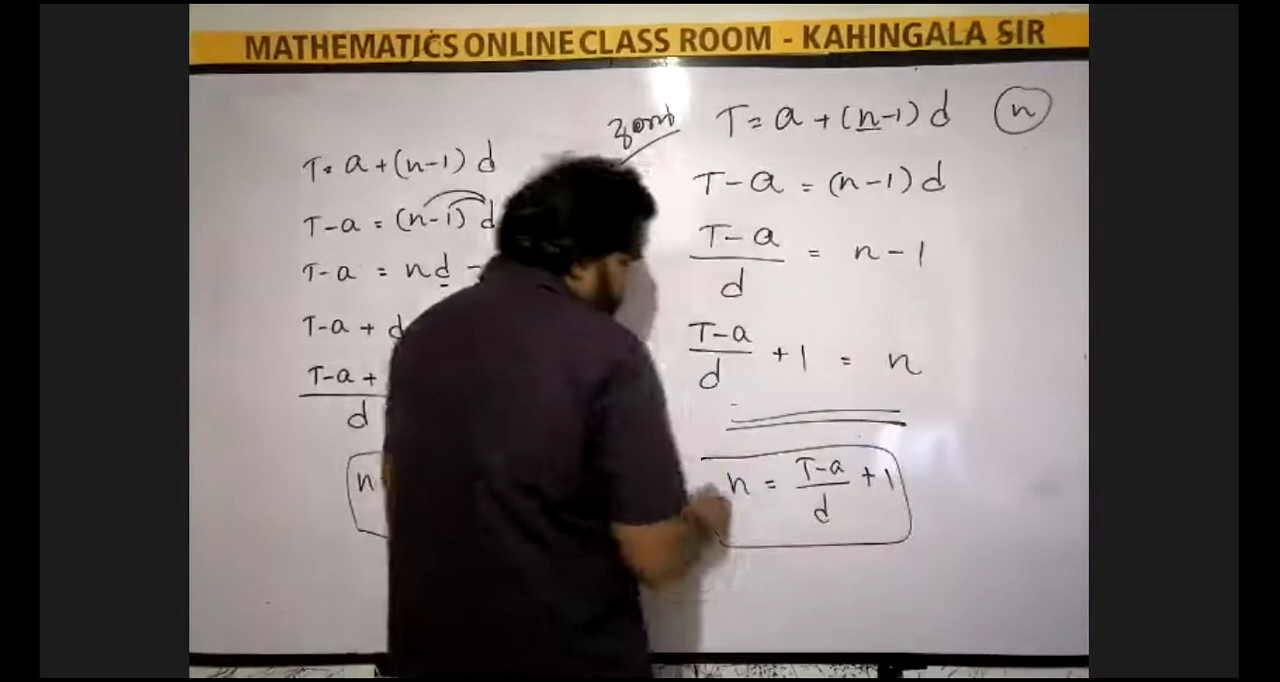 MATHEMATICS ONLINE CLASS ROOM - KAHINGALA SIR
T= a + (n-1) d
T-a = (n-1) d
T-a = nd -
T-a + d
T-a +
d
n
T= a + (n-1) d
n
T-a = (n-1) d
T-a
d
= n-1
T-a
d
+1 = n
n = T-a
d
+1